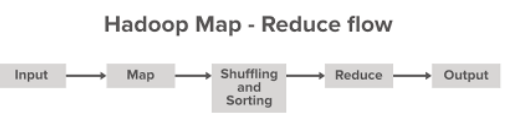 Hadoop Map - Reduce flow
Input
Map
Shuffling
and
Sorting
Reduce
Output